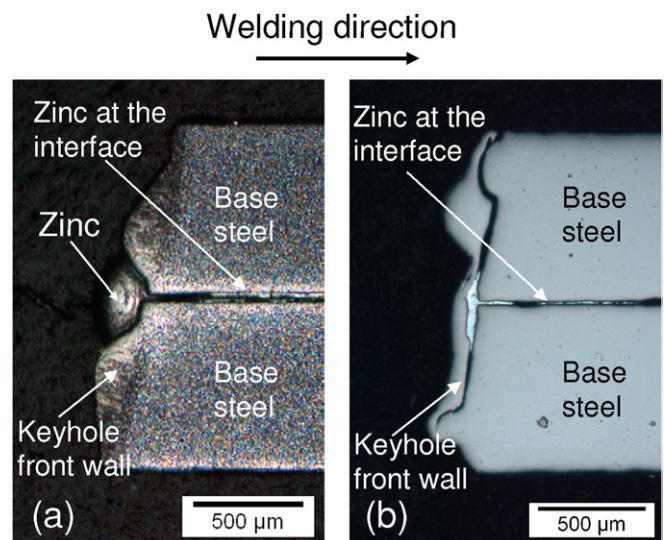 Welding direction
Zinc at the
interface
Base
steel
Zinc
Base
steel
Keyhole
front wall
(a)
500 µm
Zinc at the
interface
Base
steel
Base
steel
Keyhole
front wall
(b)
500 µm